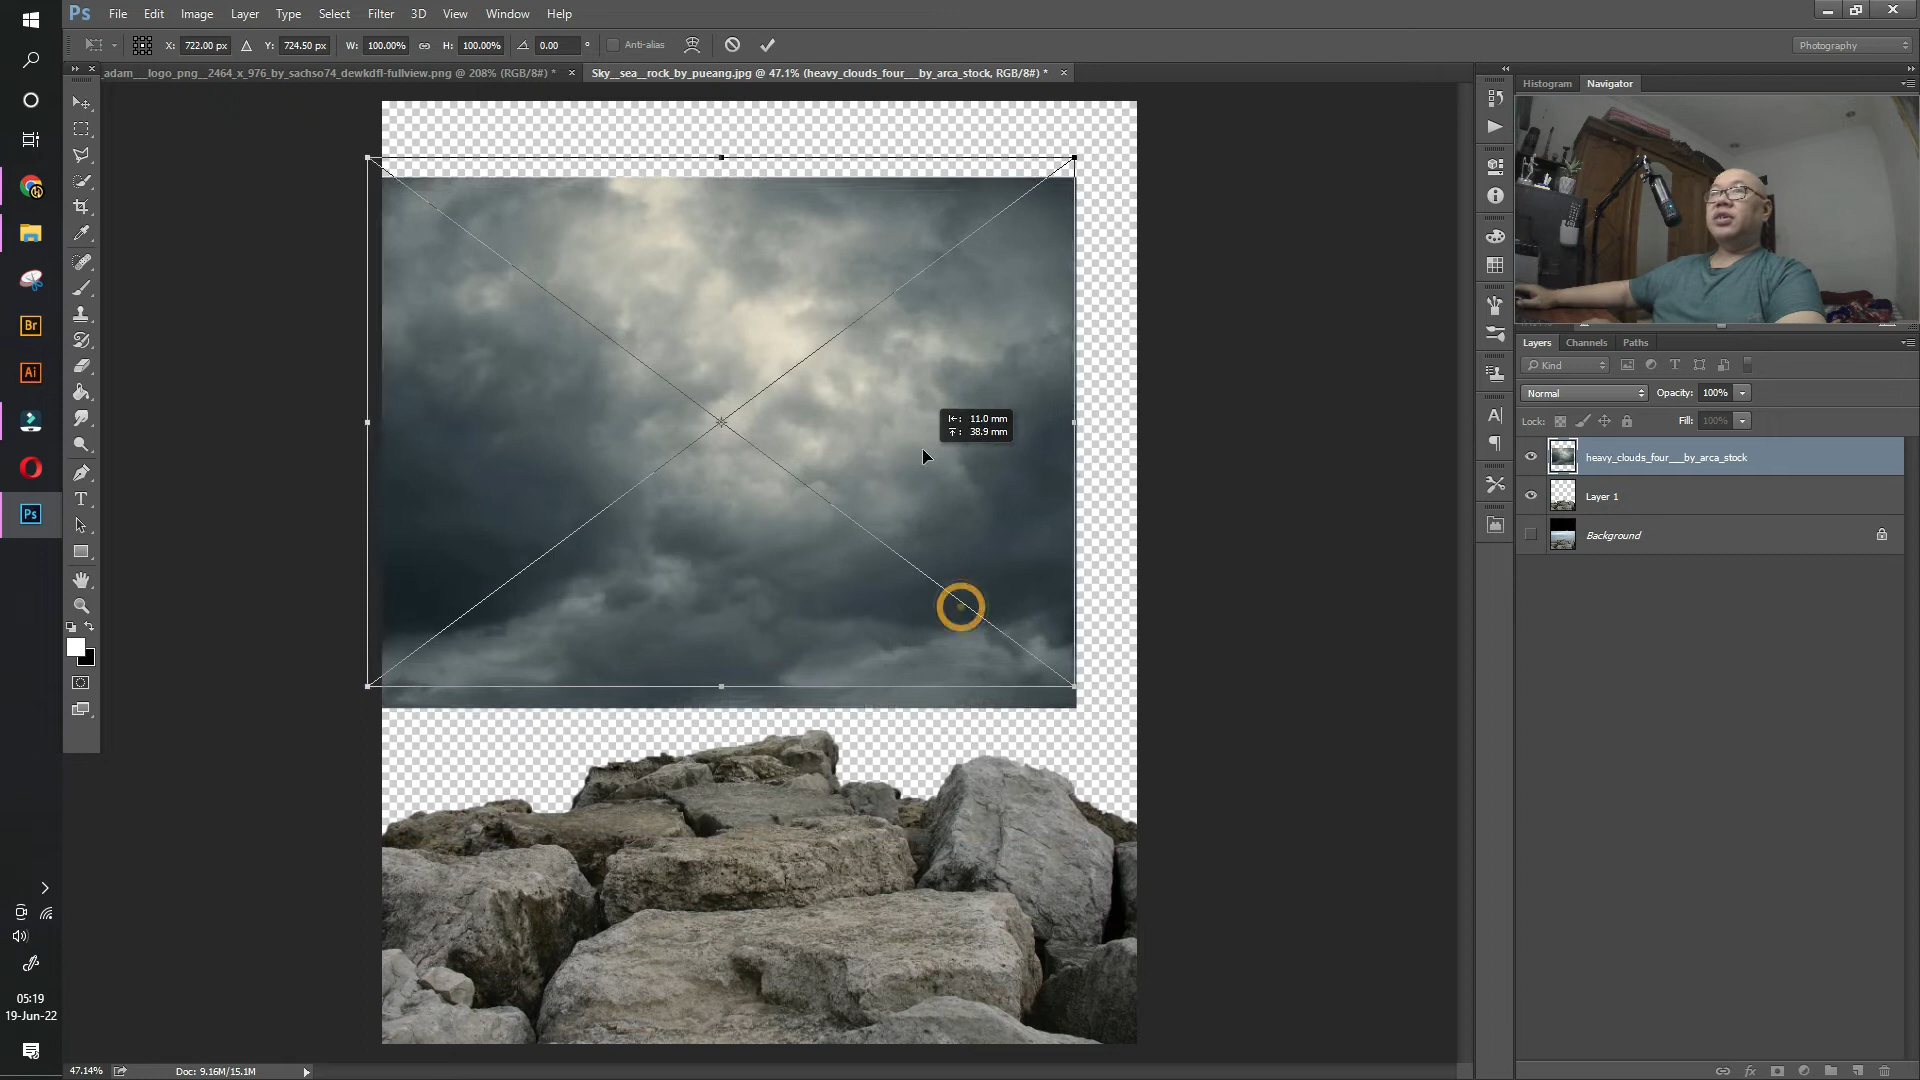 Ps File Edit Image Layer Type Select Filter 3D View Window Help
X: 722.00 px Y: 724.50 px W: 100.00% H: 100.00% 0.00 ° Anti-alias Photography
_adam__logo_png__2464_x_976_by_sachso74_dewkdfl-fullview.png @ 208% (RGB/8#) * × Sky__sea__rock_by_pueang.jpg @ 47.1% (heavy_clouds_four___by_arca_stock, RGB/8#) * ×
Histogram Navigator
Layers Channels Paths
Kind
Normal Opacity: 100%
Lock: Fill: 100%
heavy_clouds_four___by_arca_stock
Layer 1
Background
11.0 mm
38.9 mm
Br
Ai
Ps
05:19
19-Jun-22
47.14% Doc: 9.16M/15.1M